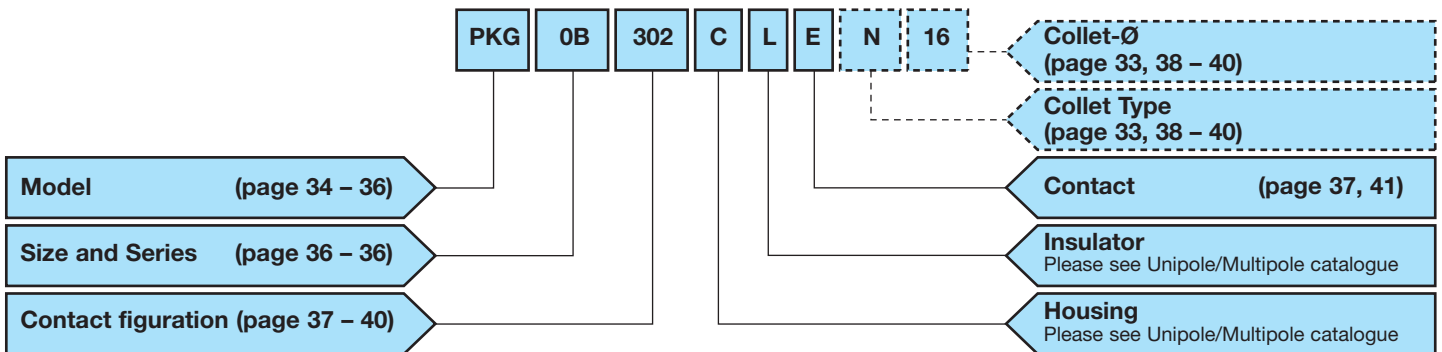 PKG 0B 302 C L E N 16
Collet-Ø
(page 33, 38 – 40)
Collet Type
(page 33, 38 – 40)
Model (page 34 – 36)
Contact (page 37, 41)
Size and Series (page 36 – 36)
Insulator
Please see Unipole/Multipole catalogue
Contact figuration (page 37 – 40)
Housing
Please see Unipole/Multipole catalogue